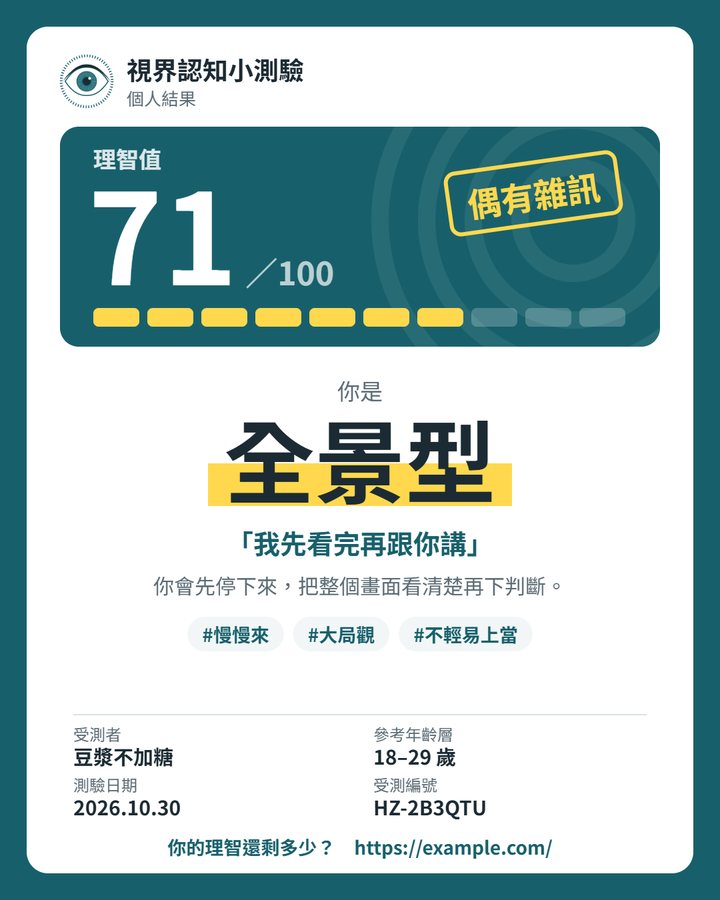 視界認知小測驗
個人結果
理智值
偶有雜訊
71／100
你是
全景型
「我先看完再跟你講」
你會先停下來，把整個畫面看清楚再下判斷。
#慢慢來 #大局觀 #不輕易上當
受測者
豆漿不加糖
參考年齡層
18–29 歲
測驗日期
2026.10.30
受測編號
HZ-2B3QTU
你的理智還剩多少？ https://example.com/